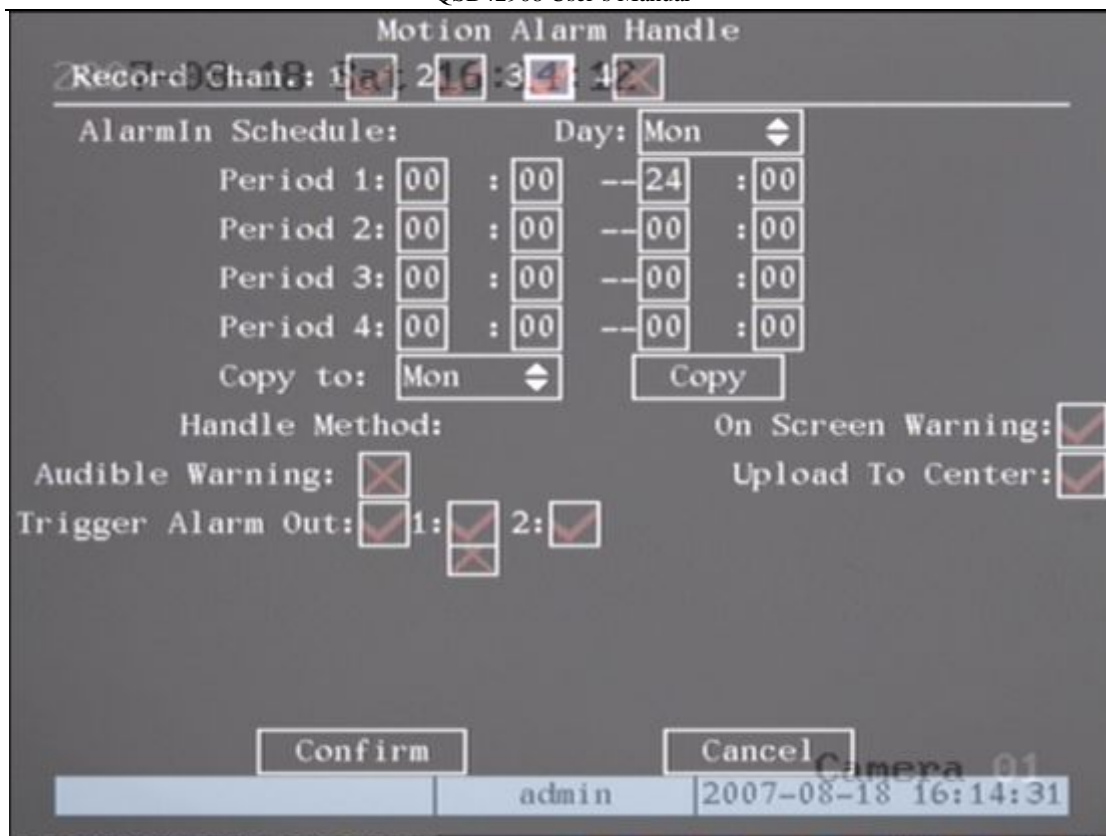 Motion Alarm Handle
Record Chan.: 1 2 3 4
AlarmIn Schedule: Day: Mon
Period 1: 00 : 00 --24 : 00
Period 2: 00 : 00 --00 : 00
Period 3: 00 : 00 --00 : 00
Period 4: 00 : 00 --00 : 00
Copy to: Mon Copy
Handle Method: On Screen Warning:
Audible Warning: Upload To Center:
Trigger Alarm Out: 1: 2:
Confirm Cancel
Camera 01
admin 2007-08-18 16:14:31